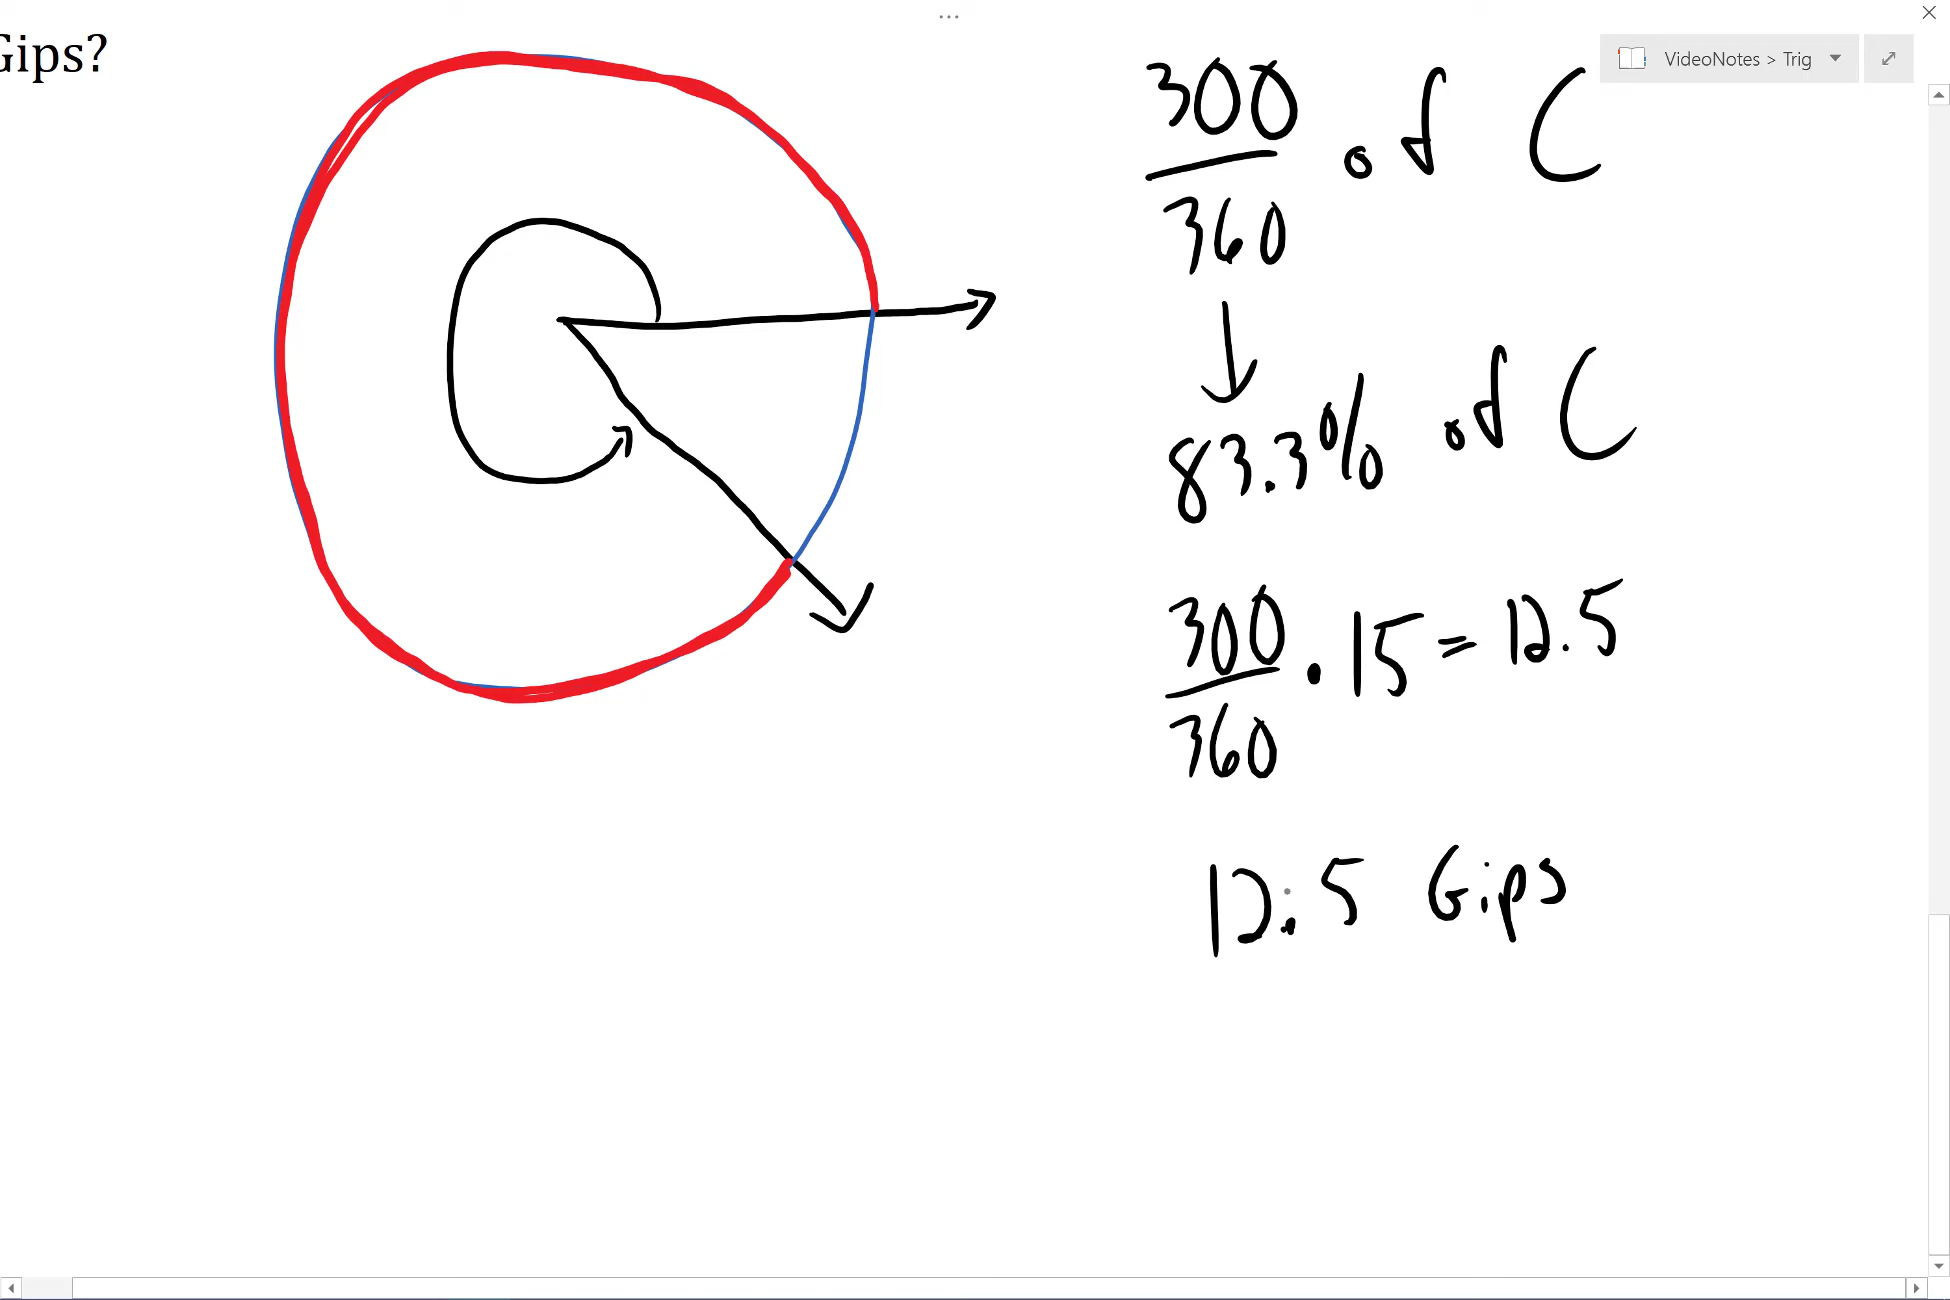 Gips?
VideoNotes > Trig
300
360
of C
83.3% of C
300
360
· 15 = 12.5
12.5 Gips